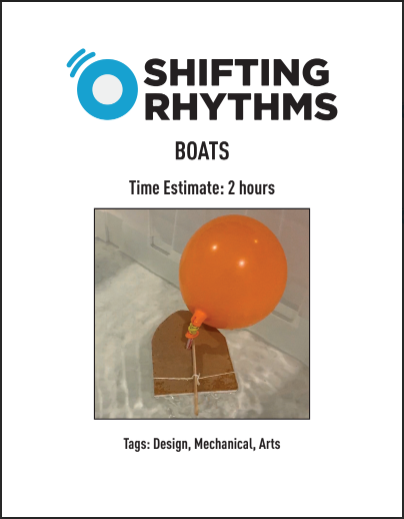 SHIFTING
RHYTHMS
BOATS
Time Estimate: 2 hours
Tags: Design, Mechanical, Arts